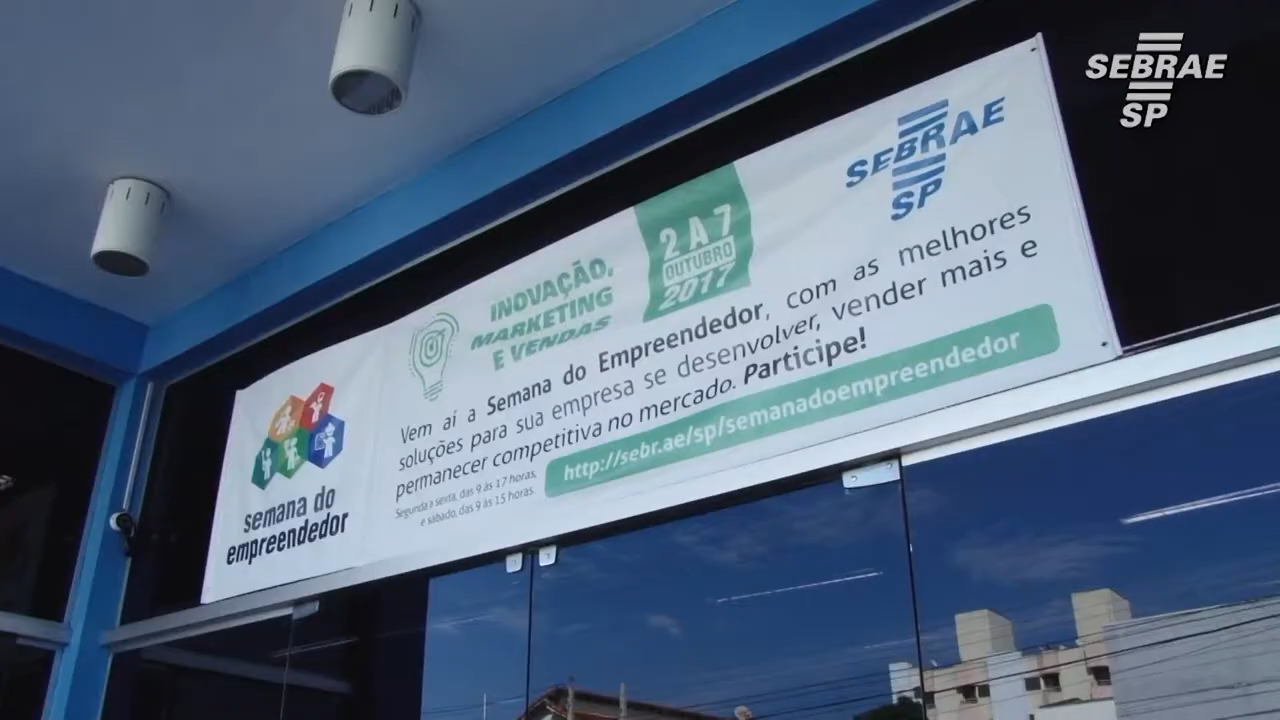 SEBRAE
SP
SEBRAE
SP
2 A 7
OUTUBRO
2017
INOVAÇÃO,
MARKETING
E VENDAS
Vem aí a Semana do Empreendedor, com as melhores
soluções para sua empresa se desenvolver, vender mais e
permanecer competitiva no mercado. Participe!
Segunda a sexta, das 9 às 17 horas,
e sábado, das 9 às 15 horas.
http://sebr.ae/sp/semanadoempreendedor
semana do
empreendedor